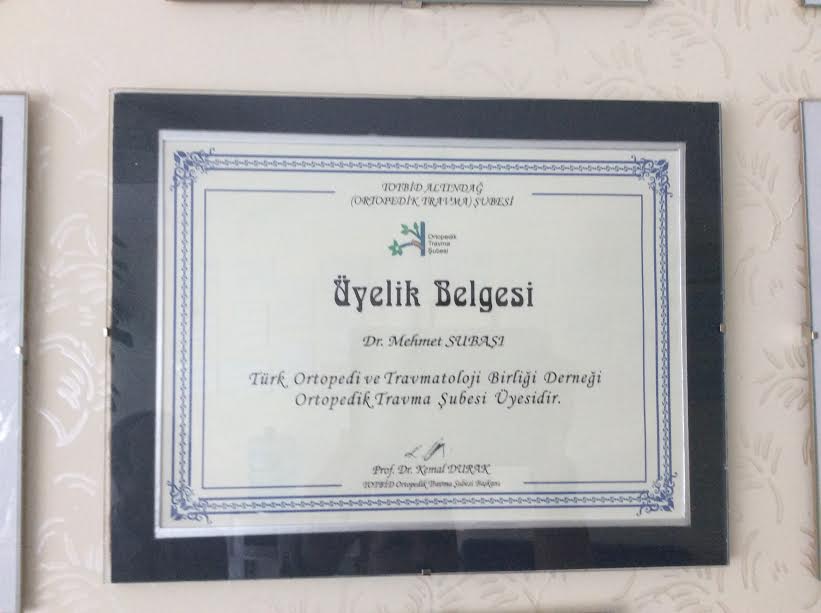 TOTBİD ALTINDAĞ
(ORTOPEDİK TRAVMA) ŞUBESİ
Ortopedik
Travma
Şubesi
Üyelik Belgesi
Dr. Mehmet SUBAŞI
Türk Ortopedi ve Travmatoloji Birliği Derneği
Ortopedik Travma Şubesi Üyesidir.
Prof. Dr. Kemal DURAK
TOTBİD Ortopedik Travma Şubesi Başkanı